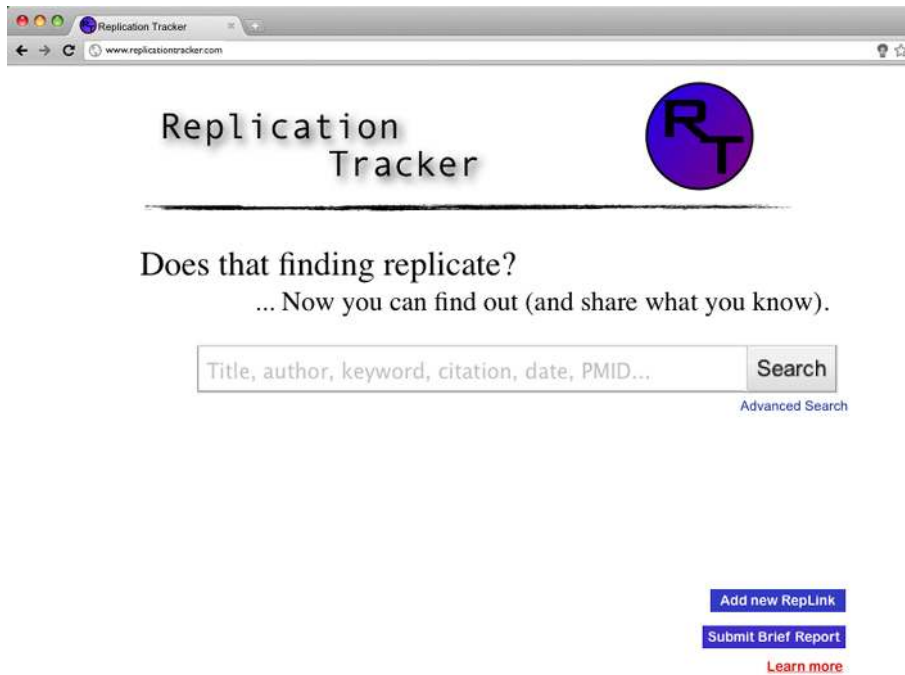 Replication Tracker
www.replicationtracker.com
Replication
Tracker
RT
Does that finding replicate?
... Now you can find out (and share what you know).
Title, author, keyword, citation, date, PMID...
Search
Advanced Search
Add new RepLink
Submit Brief Report
Learn more